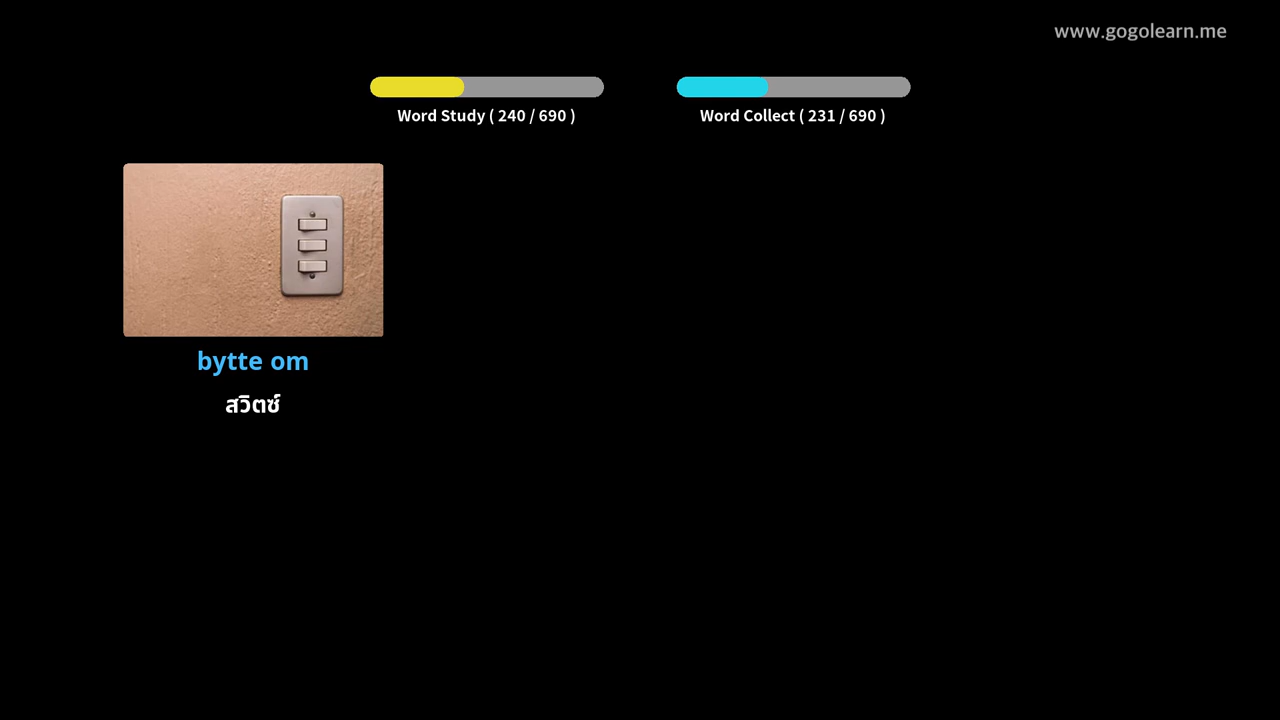 www.gogolearn.me
Word Study ( 240 / 690 )
Word Collect ( 231 / 690 )
bytte om
สวิตซ์